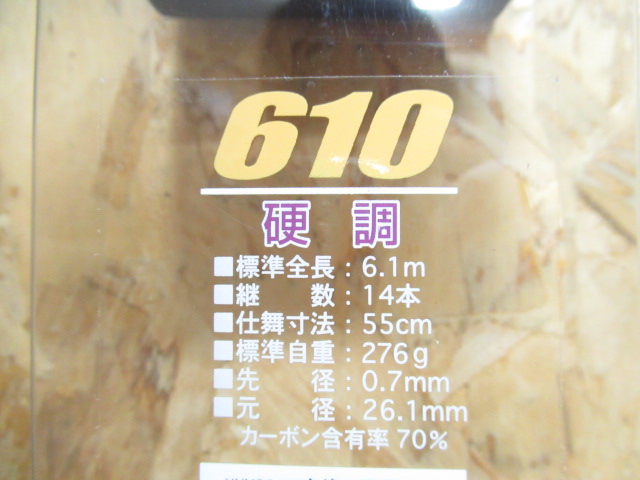 610
硬 調
■標準全長：6.1m
■継　　数：14本
■仕舞寸法：55cm
■標準自重：276g
■先　　径：0.7mm
■元　　径：26.1mm
カーボン含有率70%